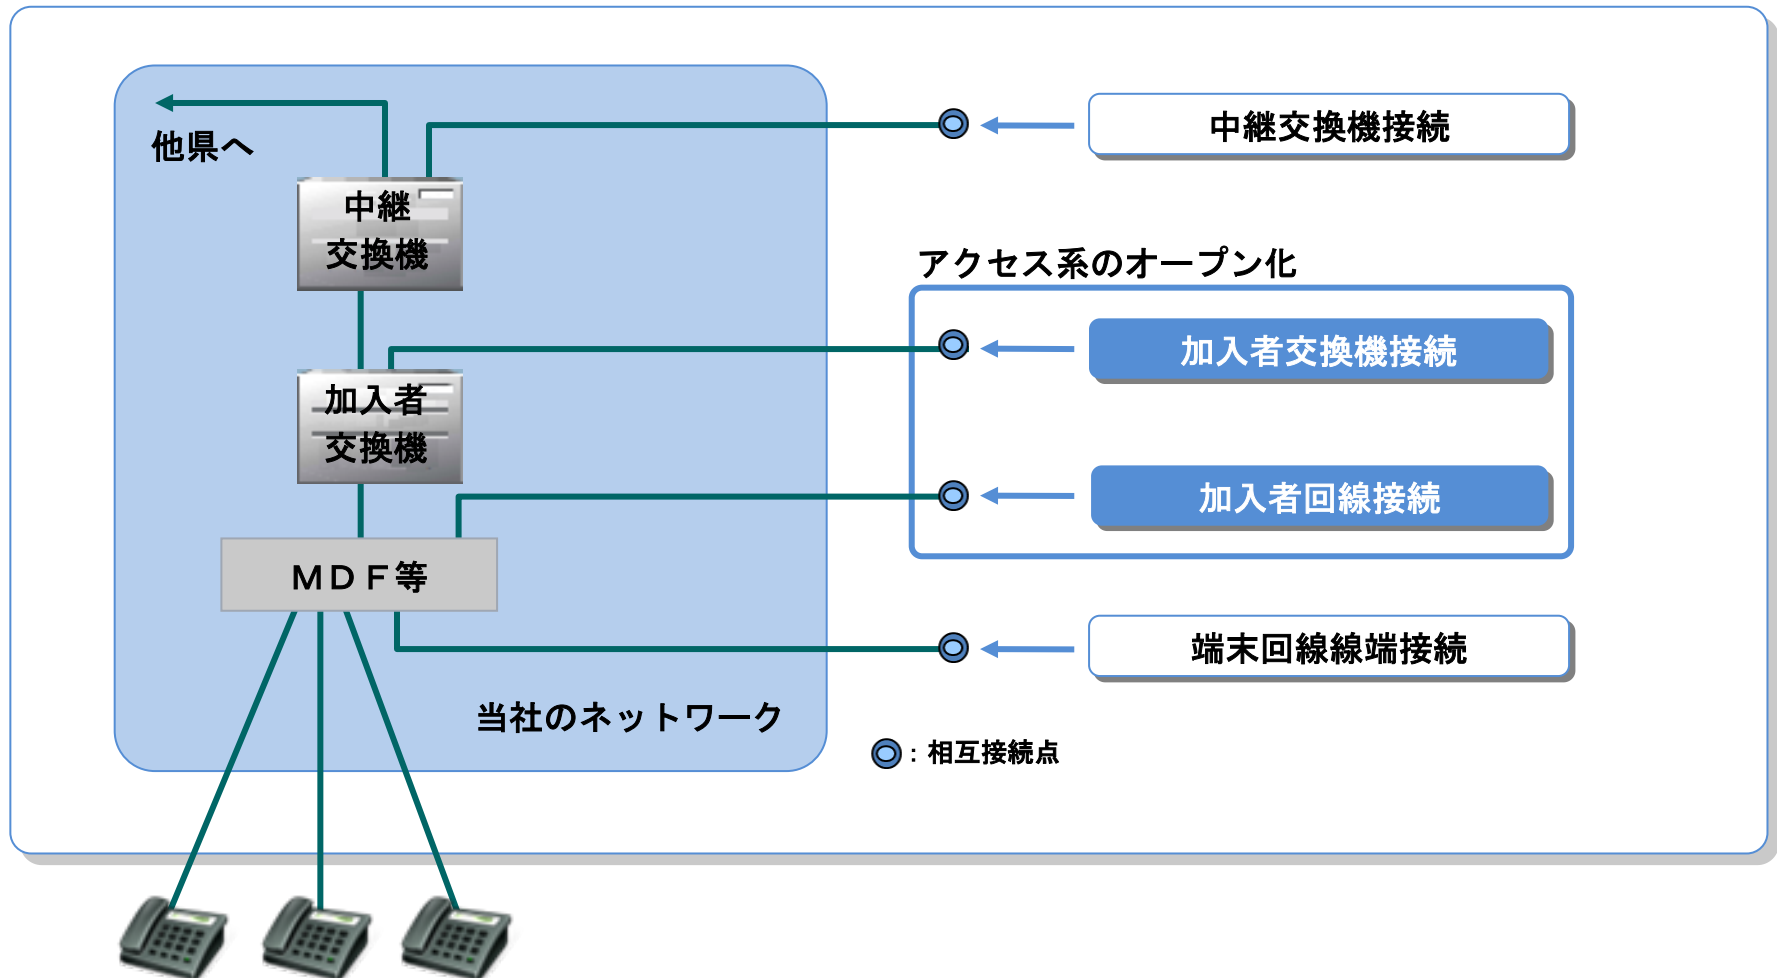 他県へ
中継
交換機
加入者
交換機
MDF等
当社のネットワーク
中継交換機接続
アクセス系のオープン化
加入者交換機接続
加入者回線接続
端末回線線端接続
：相互接続点